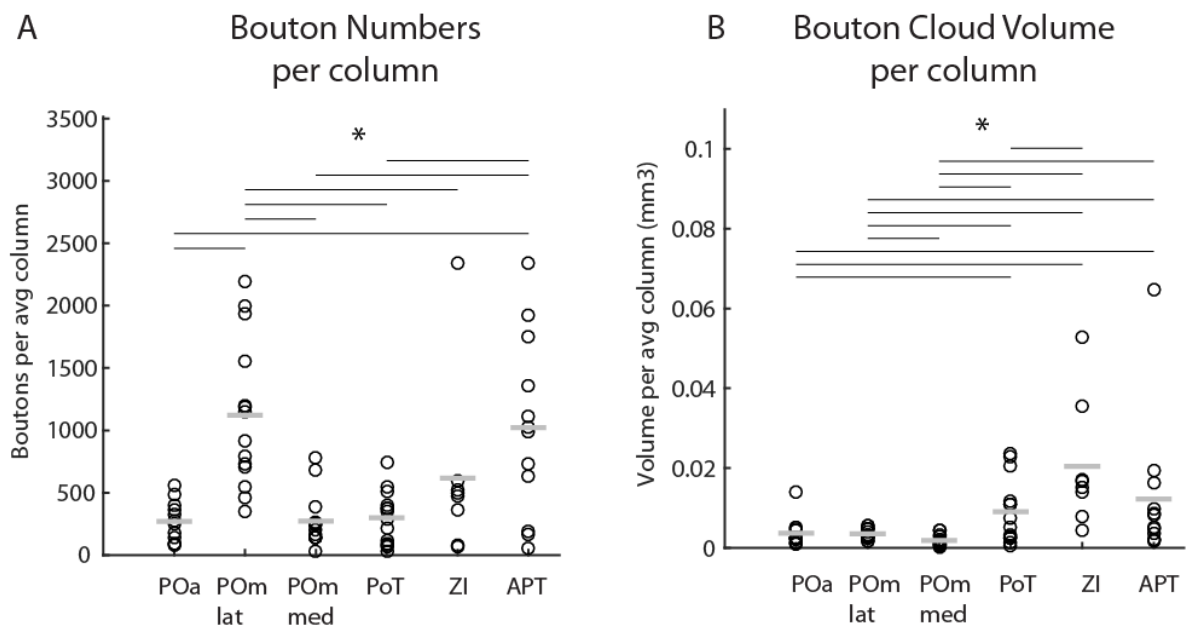 A
Bouton Numbers
per column
Boutons per avg column
3500
3000
2500
2000
1500
1000
500
0
*
POa
POm
lat
POm
med
PoT
ZI
APT
B
Bouton Cloud Volume
per column
Volume per avg column (mm3)
0.1
0.08
0.06
0.04
0.02
0
*
POa
POm
lat
POm
med
PoT
ZI
APT